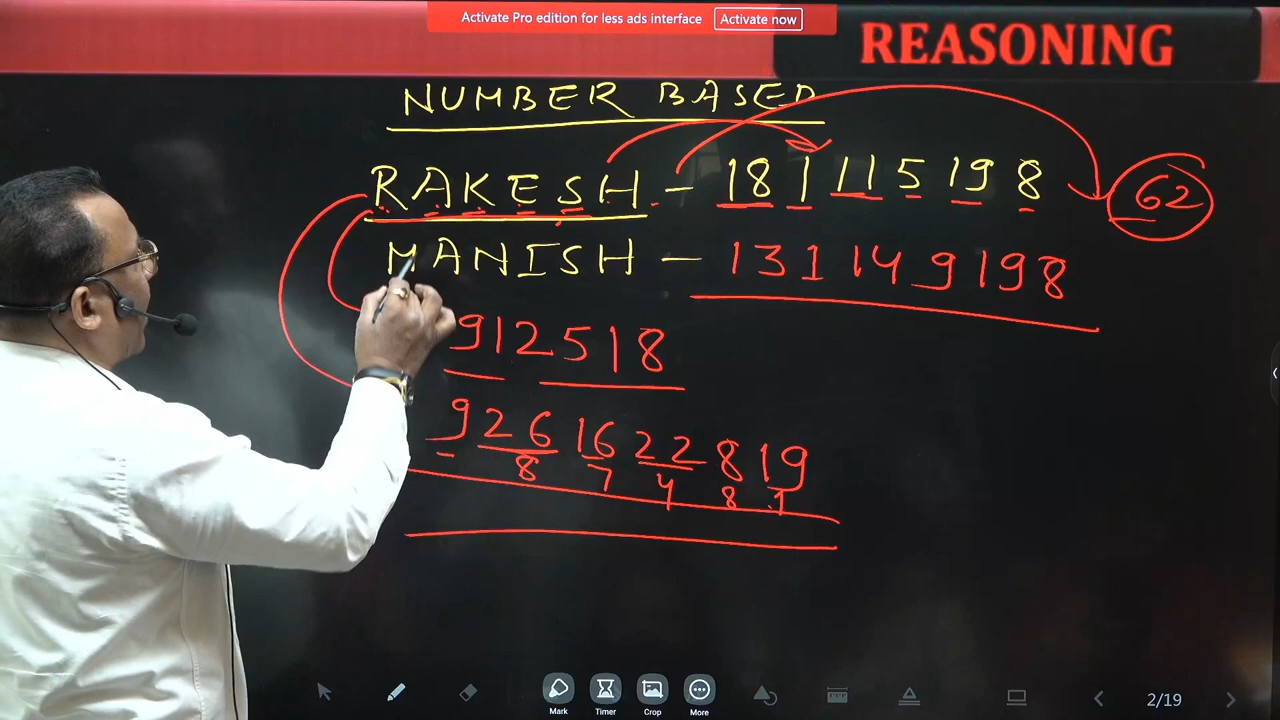 Activate Pro edition for less ads interface Activate now
REASONING
NUMBER BASED
RAKESH - 18 1 11 5 19 8 62
MANISH - 13 1 14 9 19 8
912518
9 26 16 22 8 19
8 7 4 8 1
Mark Timer Crop More
2/19